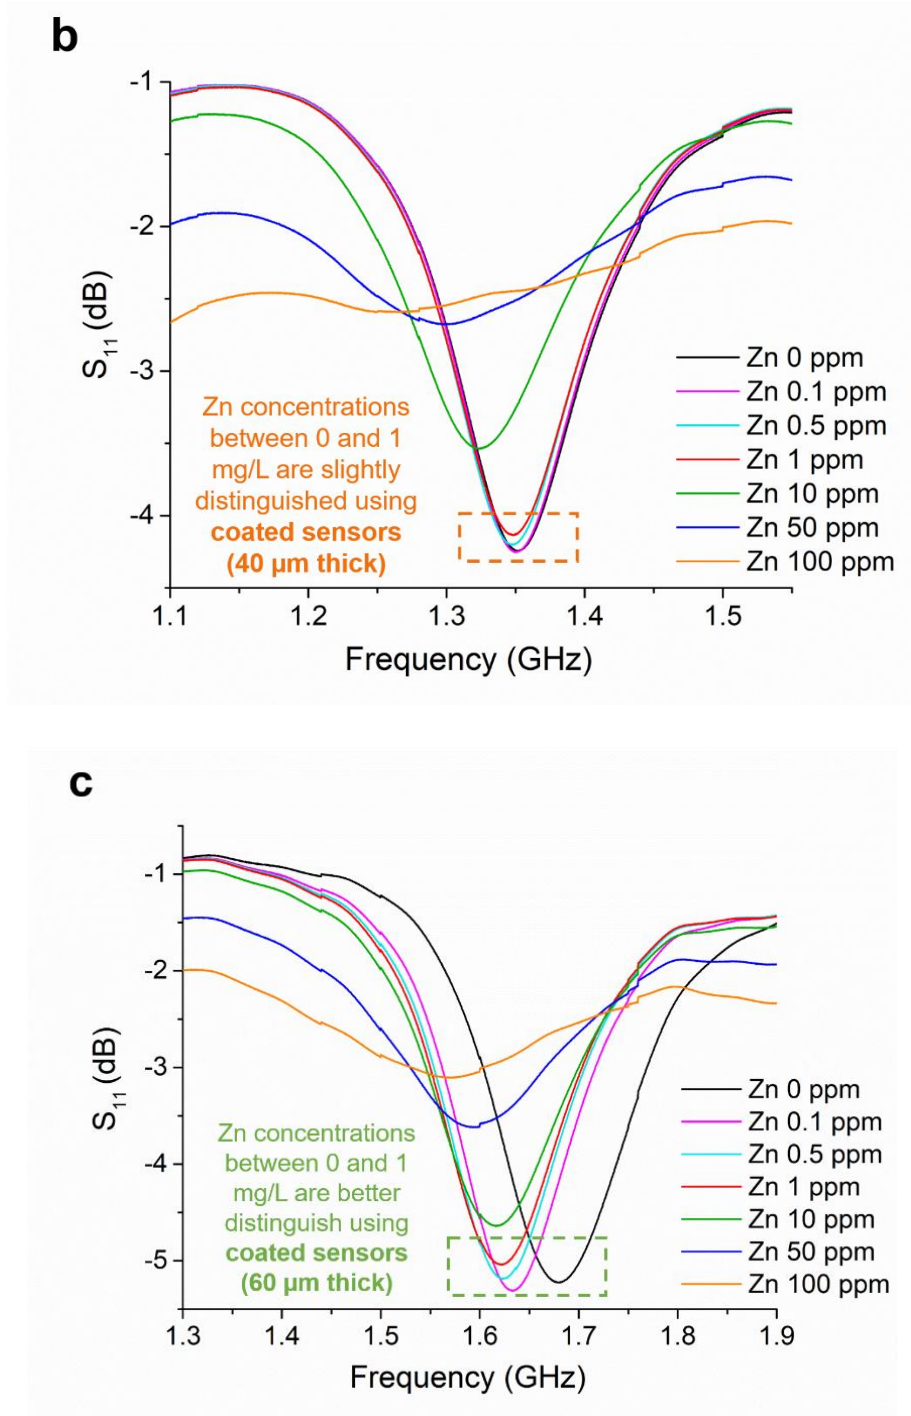 b
-1
-2
-3
-4
S11 (dB)
Zn concentrations
between 0 and 1
mg/L are slightly
distinguished using
coated sensors
(40 µm thick)
Zn 0 ppm
Zn 0.1 ppm
Zn 0.5 ppm
Zn 1 ppm
Zn 10 ppm
Zn 50 ppm
Zn 100 ppm
1.1 1.2 1.3 1.4 1.5
Frequency (GHz)
c
-1
-2
-3
-4
-5
S11 (dB)
Zn concentrations
between 0 and 1
mg/L are better
distinguish using
coated sensors
(60 µm thick)
Zn 0 ppm
Zn 0.1 ppm
Zn 0.5 ppm
Zn 1 ppm
Zn 10 ppm
Zn 50 ppm
Zn 100 ppm
1.3 1.4 1.5 1.6 1.7 1.8 1.9
Frequency (GHz)